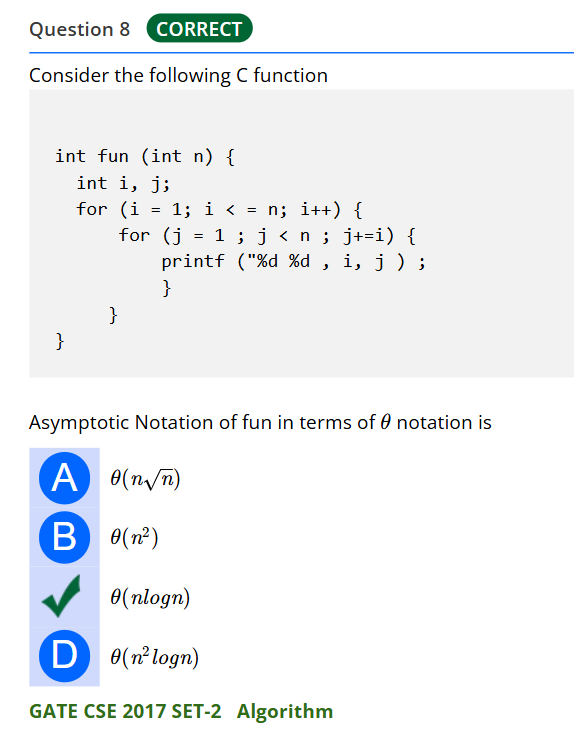 Question 8 CORRECT
Consider the following C function
int fun (int n) {
int i, j;
for (i = 1; i < = n; i++) {
for (j = 1 ; j < n ; j+=i) {
printf ("%d %d , i, j ) ;
}
}
}
Asymptotic Notation of fun in terms of θ notation is
A θ(n√n)
B θ(n²)
θ(nlogn)
D θ(n²logn)
GATE CSE 2017 SET-2 Algorithm